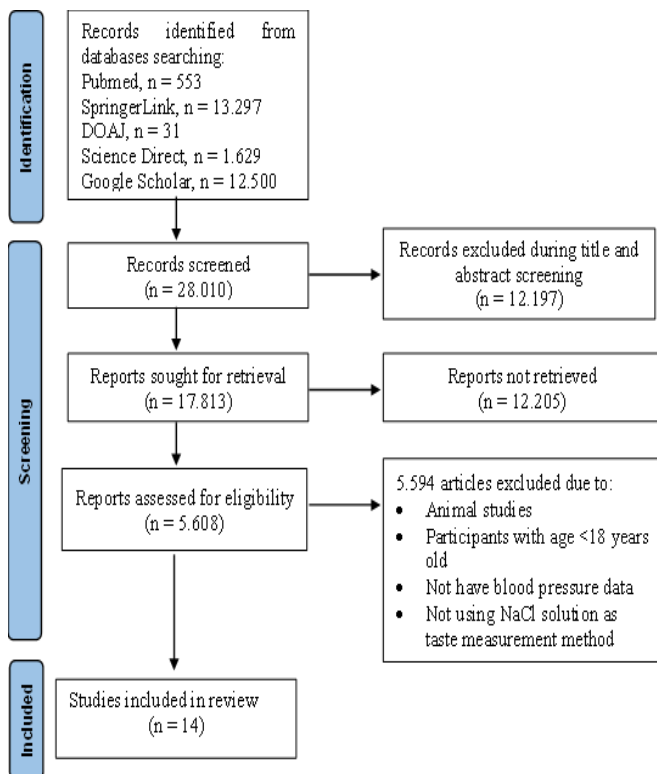 Identification
Records identified from
databases searching:
Pubmed, n = 553
SpringerLink, n = 13.297
DOAJ, n = 31
Science Direct, n = 1.629
Google Scholar, n = 12.500
Screening
Records screened
(n = 28.010)
Records excluded during title and
abstract screening
(n = 12.197)
Reports sought for retrieval
(n = 17.813)
Reports not retrieved
(n = 12.205)
Reports assessed for eligibility
(n = 5.608)
5.594 articles excluded due to:
• Animal studies
• Participants with age <18 years
old
• Not have blood pressure data
• Not using NaCl solution as
taste measurement method
Included
Studies included in review
(n = 14)